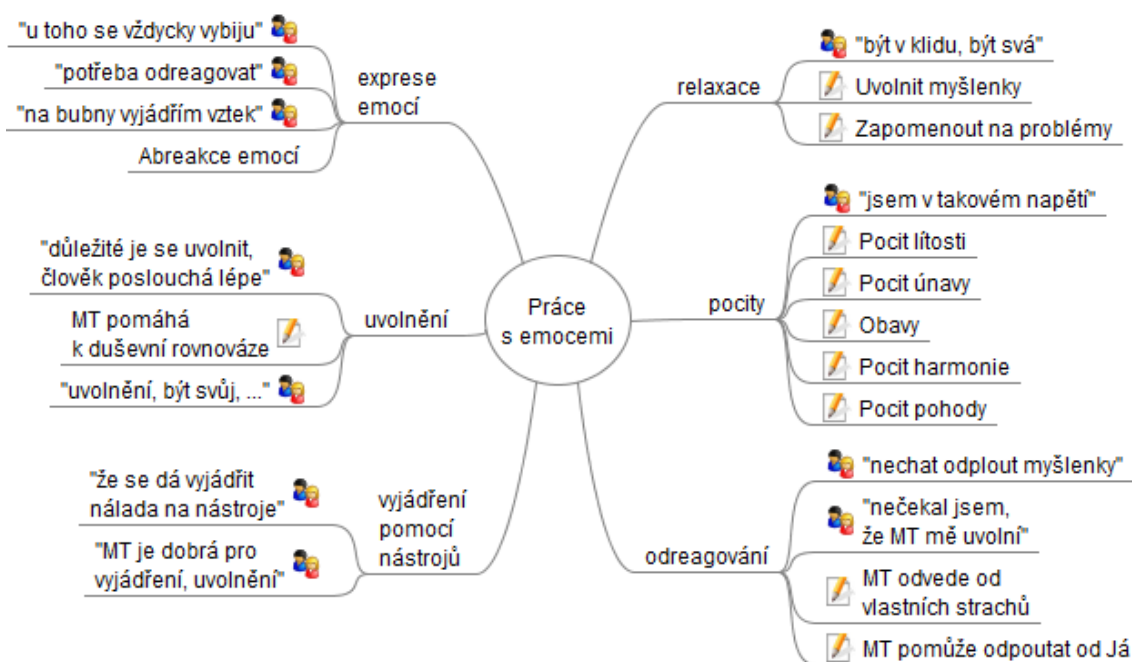 "u toho se vždycky vybiju"
"potřeba odreagovat"
"na bubny vyjádřím vztek"
Abreakce emocí
exprese
emocí
"důležité je se uvolnit,
člověk poslouchá lépe"
MT pomáhá
k duševní rovnováze
"uvolnění, být svůj, ..."
uvolnění
"že se dá vyjádřit
nálada na nástroje"
"MT je dobrá pro
vyjádření, uvolnění"
vyjádření
pomocí
nástrojů
Práce
s emocemi
relaxace
"být v klidu, být svá"
Uvolnit myšlenky
Zapomenout na problémy
pocity
"jsem v takovém napětí"
Pocit lítosti
Pocit únavy
Obavy
Pocit harmonie
Pocit pohody
odreagování
"nechat odplout myšlenky"
"nečekal jsem,
že MT mě uvolní"
MT odvede od
vlastních strachů
MT pomůže odpoutat od Já